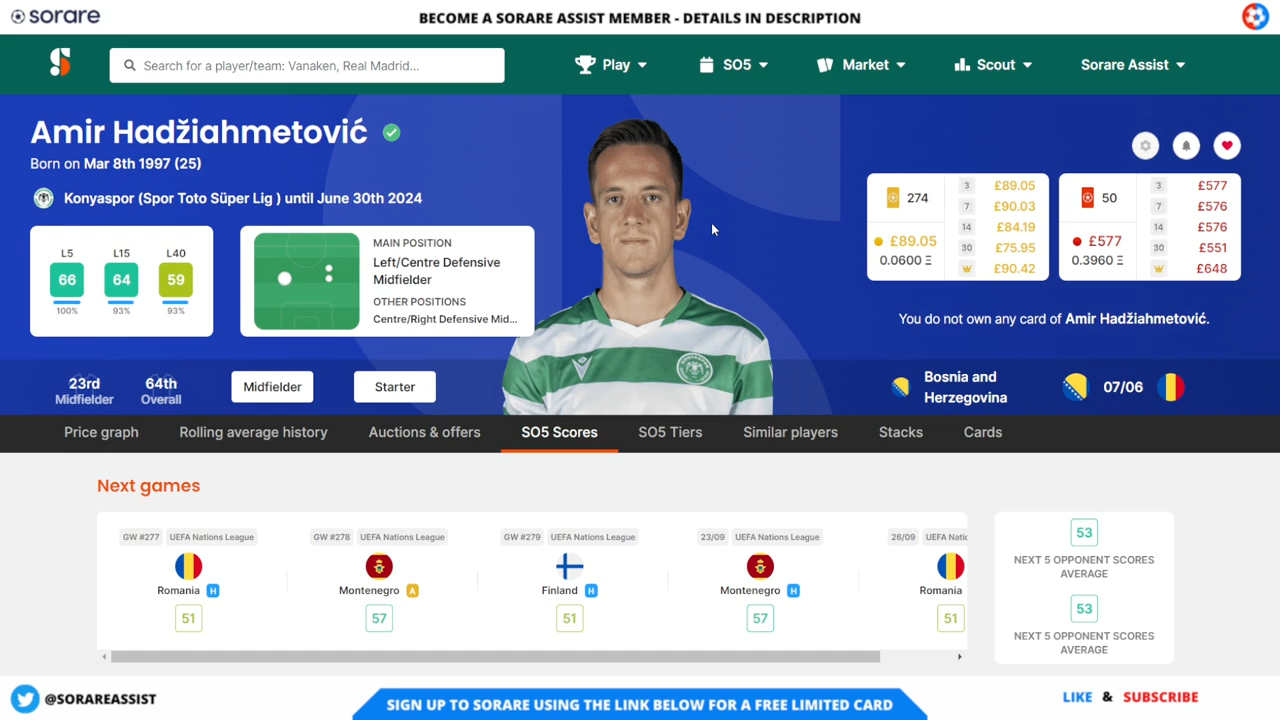 sorare
BECOME A SORARE ASSIST MEMBER - DETAILS IN DESCRIPTION
Search for a player/team: Vanaken, Real Madrid...
Play
SO5
Market
Scout
Sorare Assist
Amir Hadžiahmetović
Born on Mar 8th 1997 (25)
Konyaspor (Spor Toto Süper Lig ) until June 30th 2024
L5
L15
L40
66
64
59
100%
93%
93%
MAIN POSITION
Left/Centre Defensive
Midfielder
OTHER POSITIONS
Centre/Right Defensive Mid...
274
£89.05
0.0600 Ξ
3 £89.05
7 £90.03
14 £84.19
30 £75.95
£90.42
50
£577
0.3960 Ξ
3 £577
7 £576
14 £576
30 £551
£648
You do not own any card of Amir Hadžiahmetović.
23rd
Midfielder
64th
Overall
Midfielder
Starter
Bosnia and
Herzegovina
07/06
Price graph
Rolling average history
Auctions & offers
SO5 Scores
SO5 Tiers
Similar players
Stacks
Cards
Next games
GW #277 UEFA Nations League
Romania H
51
GW #278 UEFA Nations League
Montenegro A
57
GW #279 UEFA Nations League
Finland H
51
23/09 UEFA Nations League
Montenegro H
57
26/09 UEFA Natio
Romania
51
53
NEXT 5 OPPONENT SCORES
AVERAGE
53
NEXT 5 OPPONENT SCORES
AVERAGE
@SORAREASSIST
SIGN UP TO SORARE USING THE LINK BELOW FOR A FREE LIMITED CARD
LIKE & SUBSCRIBE